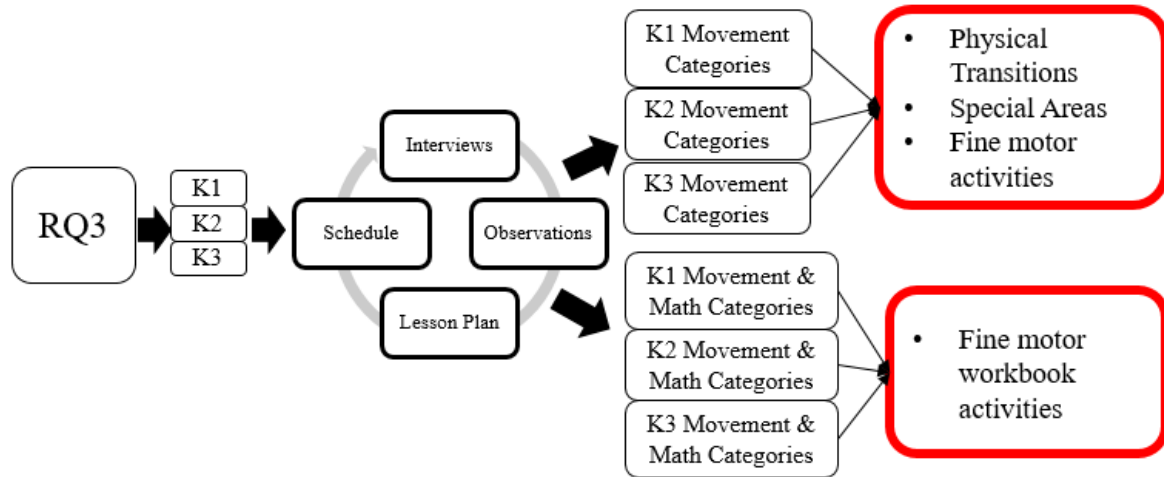 RQ3
K1
K2
K3
Interviews
Schedule
Observations
Lesson Plan
K1 Movement
Categories
K2 Movement
Categories
K3 Movement
Categories
• Physical
Transitions
• Special Areas
• Fine motor
activities
K1 Movement &
Math Categories
K2 Movement &
Math Categories
K3 Movement &
Math Categories
• Fine motor
workbook
activities